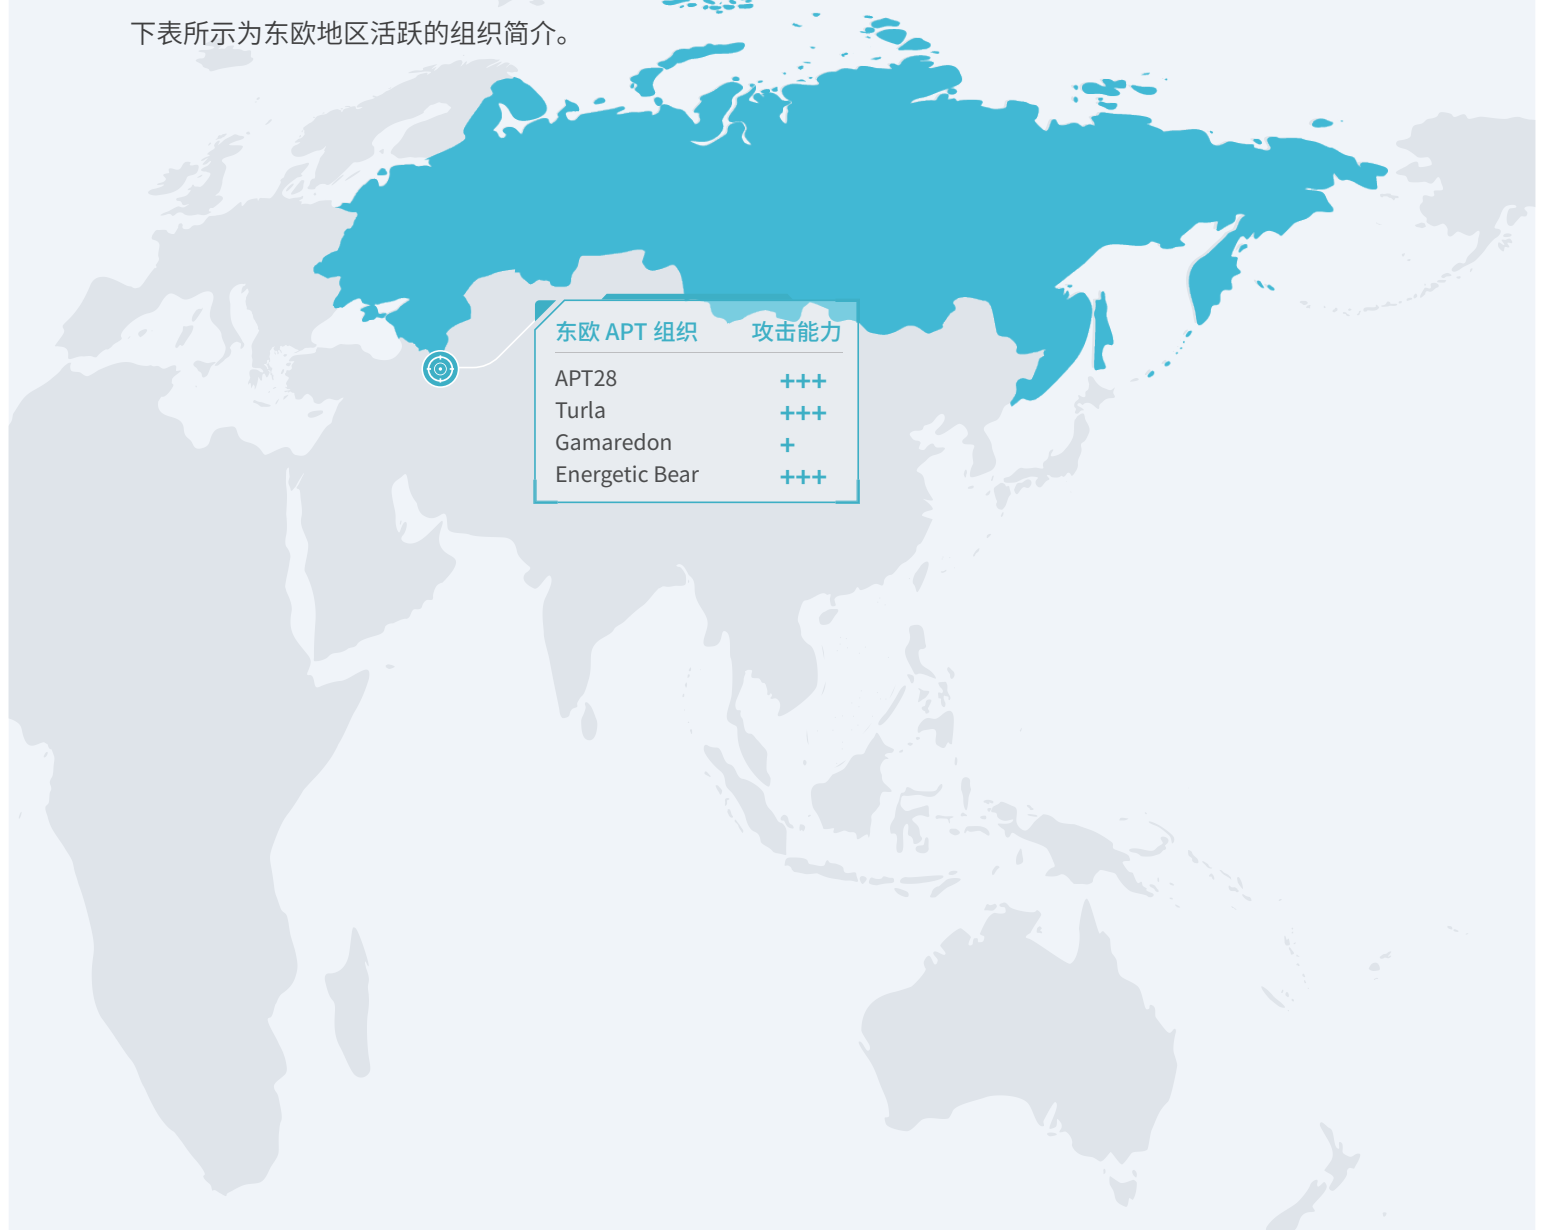 下表所示为东欧地区活跃的组织简介。
东欧 APT 组织 攻击能力
APT28 +++
Turla +++
Gamaredon +
Energetic Bear +++